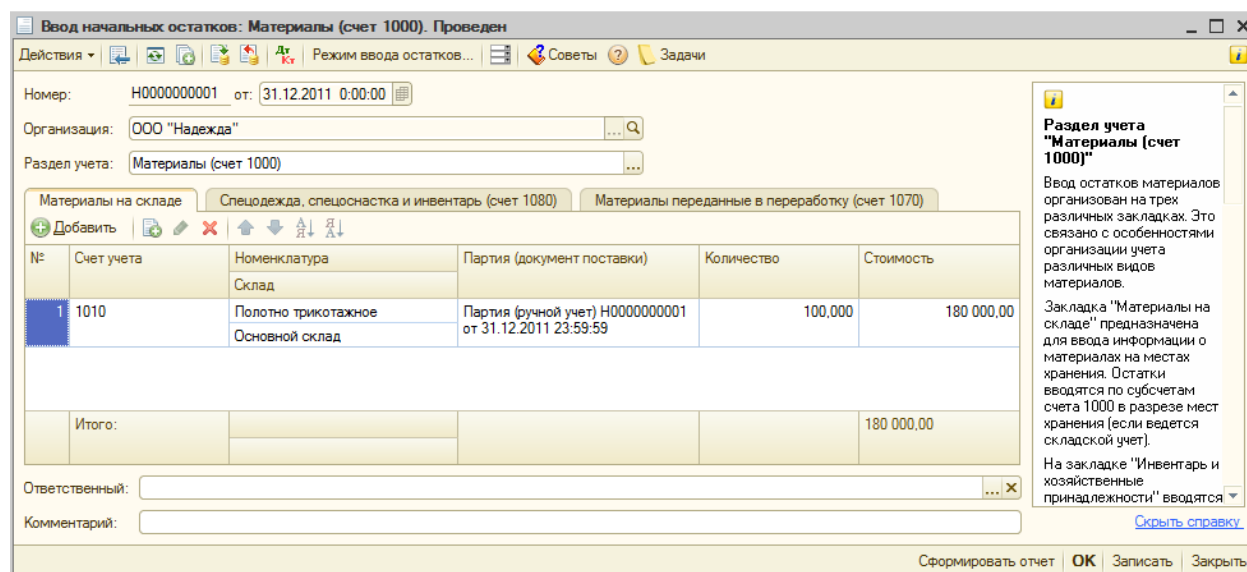 Ввод начальных остатков: Материалы (счет 1000). Проведен
Действия Дт Кт Режим ввода остатков... Советы Задачи
Номер: Н0000000001 от: 31.12.2011 0:00:00
Организация: ООО "Надежда"
Раздел учета: Материалы (счет 1000)
Материалы на складе Спецодежда, спецоснастка и инвентарь (счет 1080) Материалы переданные в переработку (счет 1070)
Добавить
№ Счет учета Номенклатура Партия (документ поставки) Количество Стоимость
Склад
1 1010 Полотно трикотажное Партия (ручной учет) Н0000000001 100,000 180 000,00
Основной склад от 31.12.2011 23:59:59
Итого: 180 000,00
Ответственный:
Комментарий:
Раздел учета
"Материалы (счет
1000)"
Ввод остатков материалов
организован на трех
различных закладках. Это
связано с особенностями
организации учета
различных видов
материалов.
Закладка "Материалы на
складе" предназначена
для ввода информации о
материалах на местах
хранения. Остатки
вводятся по субсчетам
счета 1000 в разрезе мест
хранения (если ведется
складской учет).
На закладке "Инвентарь и
хозяйственные
принадлежности" вводятся
Скрыть справку
Сформировать отчет OK Записать Закрыть